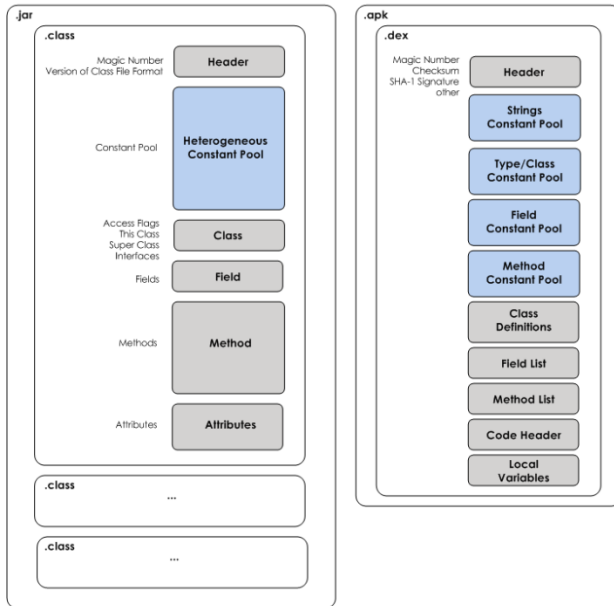 .jar
.class
Magic Number
Version of Class File Format
Header
Constant Pool
Heterogeneous
Constant Pool
Access Flags
This Class
Super Class
Interfaces
Class
Fields
Field
Methods
Method
Attributes
Attributes
.class
...
.class
...
.apk
.dex
Magic Number
Checksum
SHA-1 Signature
other
Header
Strings
Constant Pool
Type/Class
Constant Pool
Field
Constant Pool
Method
Constant Pool
Class
Definitions
Field List
Method List
Code Header
Local
Variables